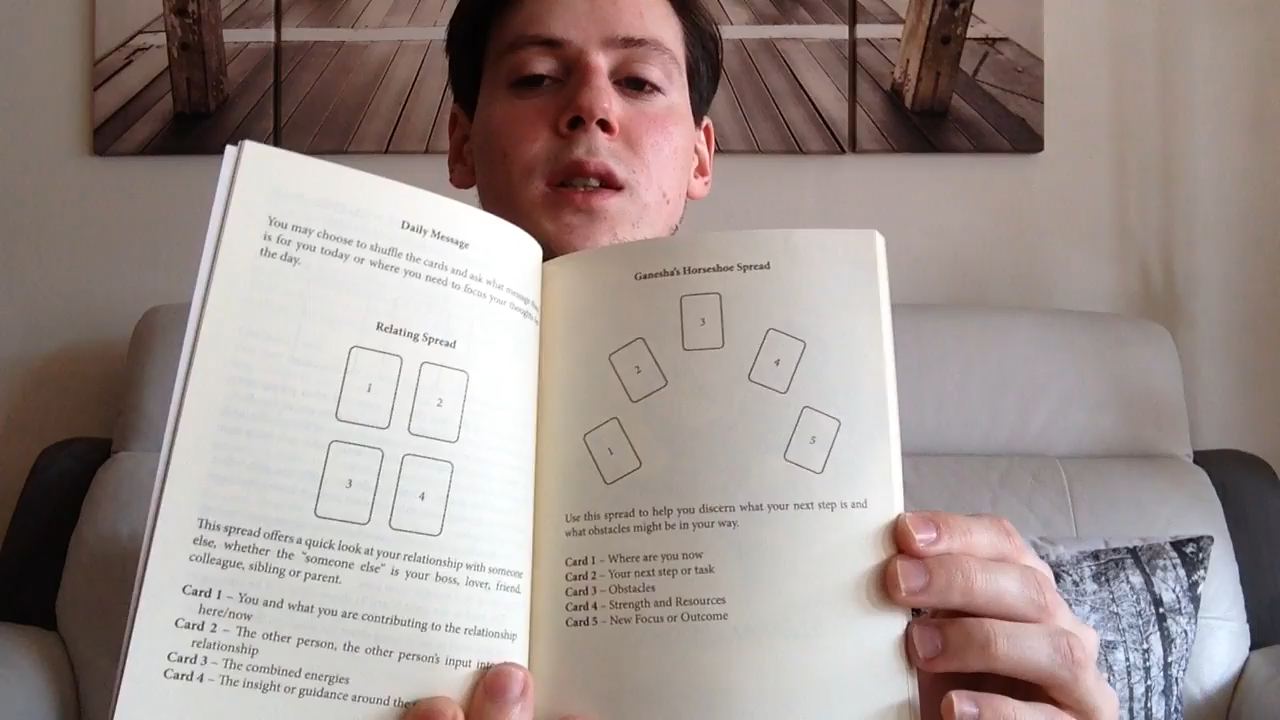 Daily Message
You may choose to shuffle the cards and ask what message
is for you today or where you need to focus your thoughts
the day.
Relating Spread
1
2
3
4
This spread offers a quick look at your relationship with someone
else, whether the "someone else" is your boss, lover, friend,
colleague, sibling or parent.
Card 1 – You and what you are contributing to the relationship
here/now
Card 2 – The other person, the other person's input into
relationship
Card 3 – The combined energies
Card 4 – The insight or guidance around the
Ganesha's Horseshoe Spread
3
2
4
1
5
Use this spread to help you discern what your next step is and
what obstacles might be in your way.
Card 1 – Where are you now
Card 2 – Your next step or task
Card 3 – Obstacles
Card 4 – Strength and Resources
Card 5 – New Focus or Outcome